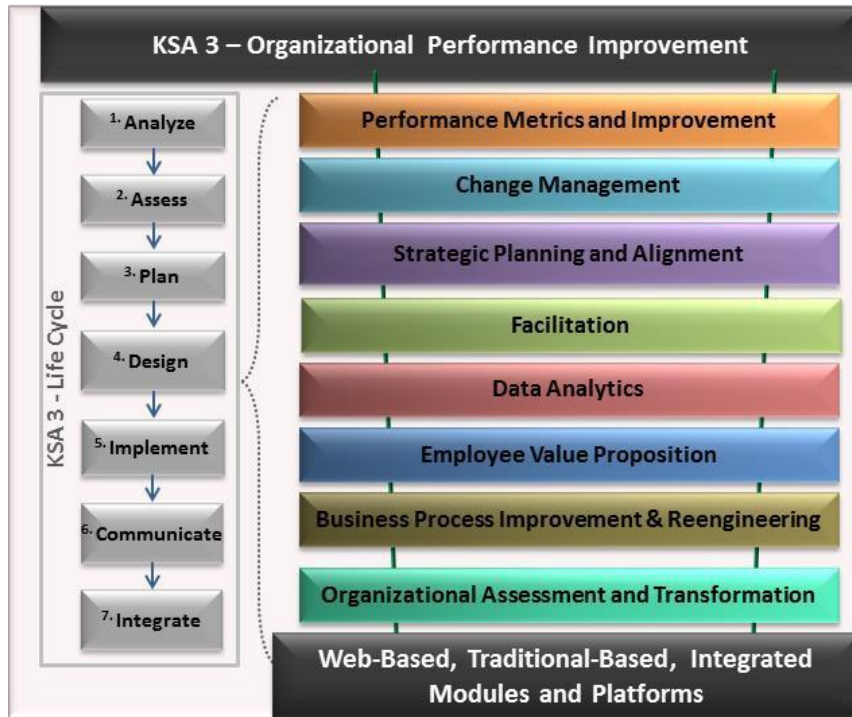 KSA 3 – Organizational Performance Improvement
KSA 3 - Life Cycle
1. Analyze
2. Assess
3. Plan
4. Design
5. Implement
6. Communicate
7. Integrate
Performance Metrics and Improvement
Change Management
Strategic Planning and Alignment
Facilitation
Data Analytics
Employee Value Proposition
Business Process Improvement & Reengineering
Organizational Assessment and Transformation
Web-Based, Traditional-Based, Integrated
Modules and Platforms